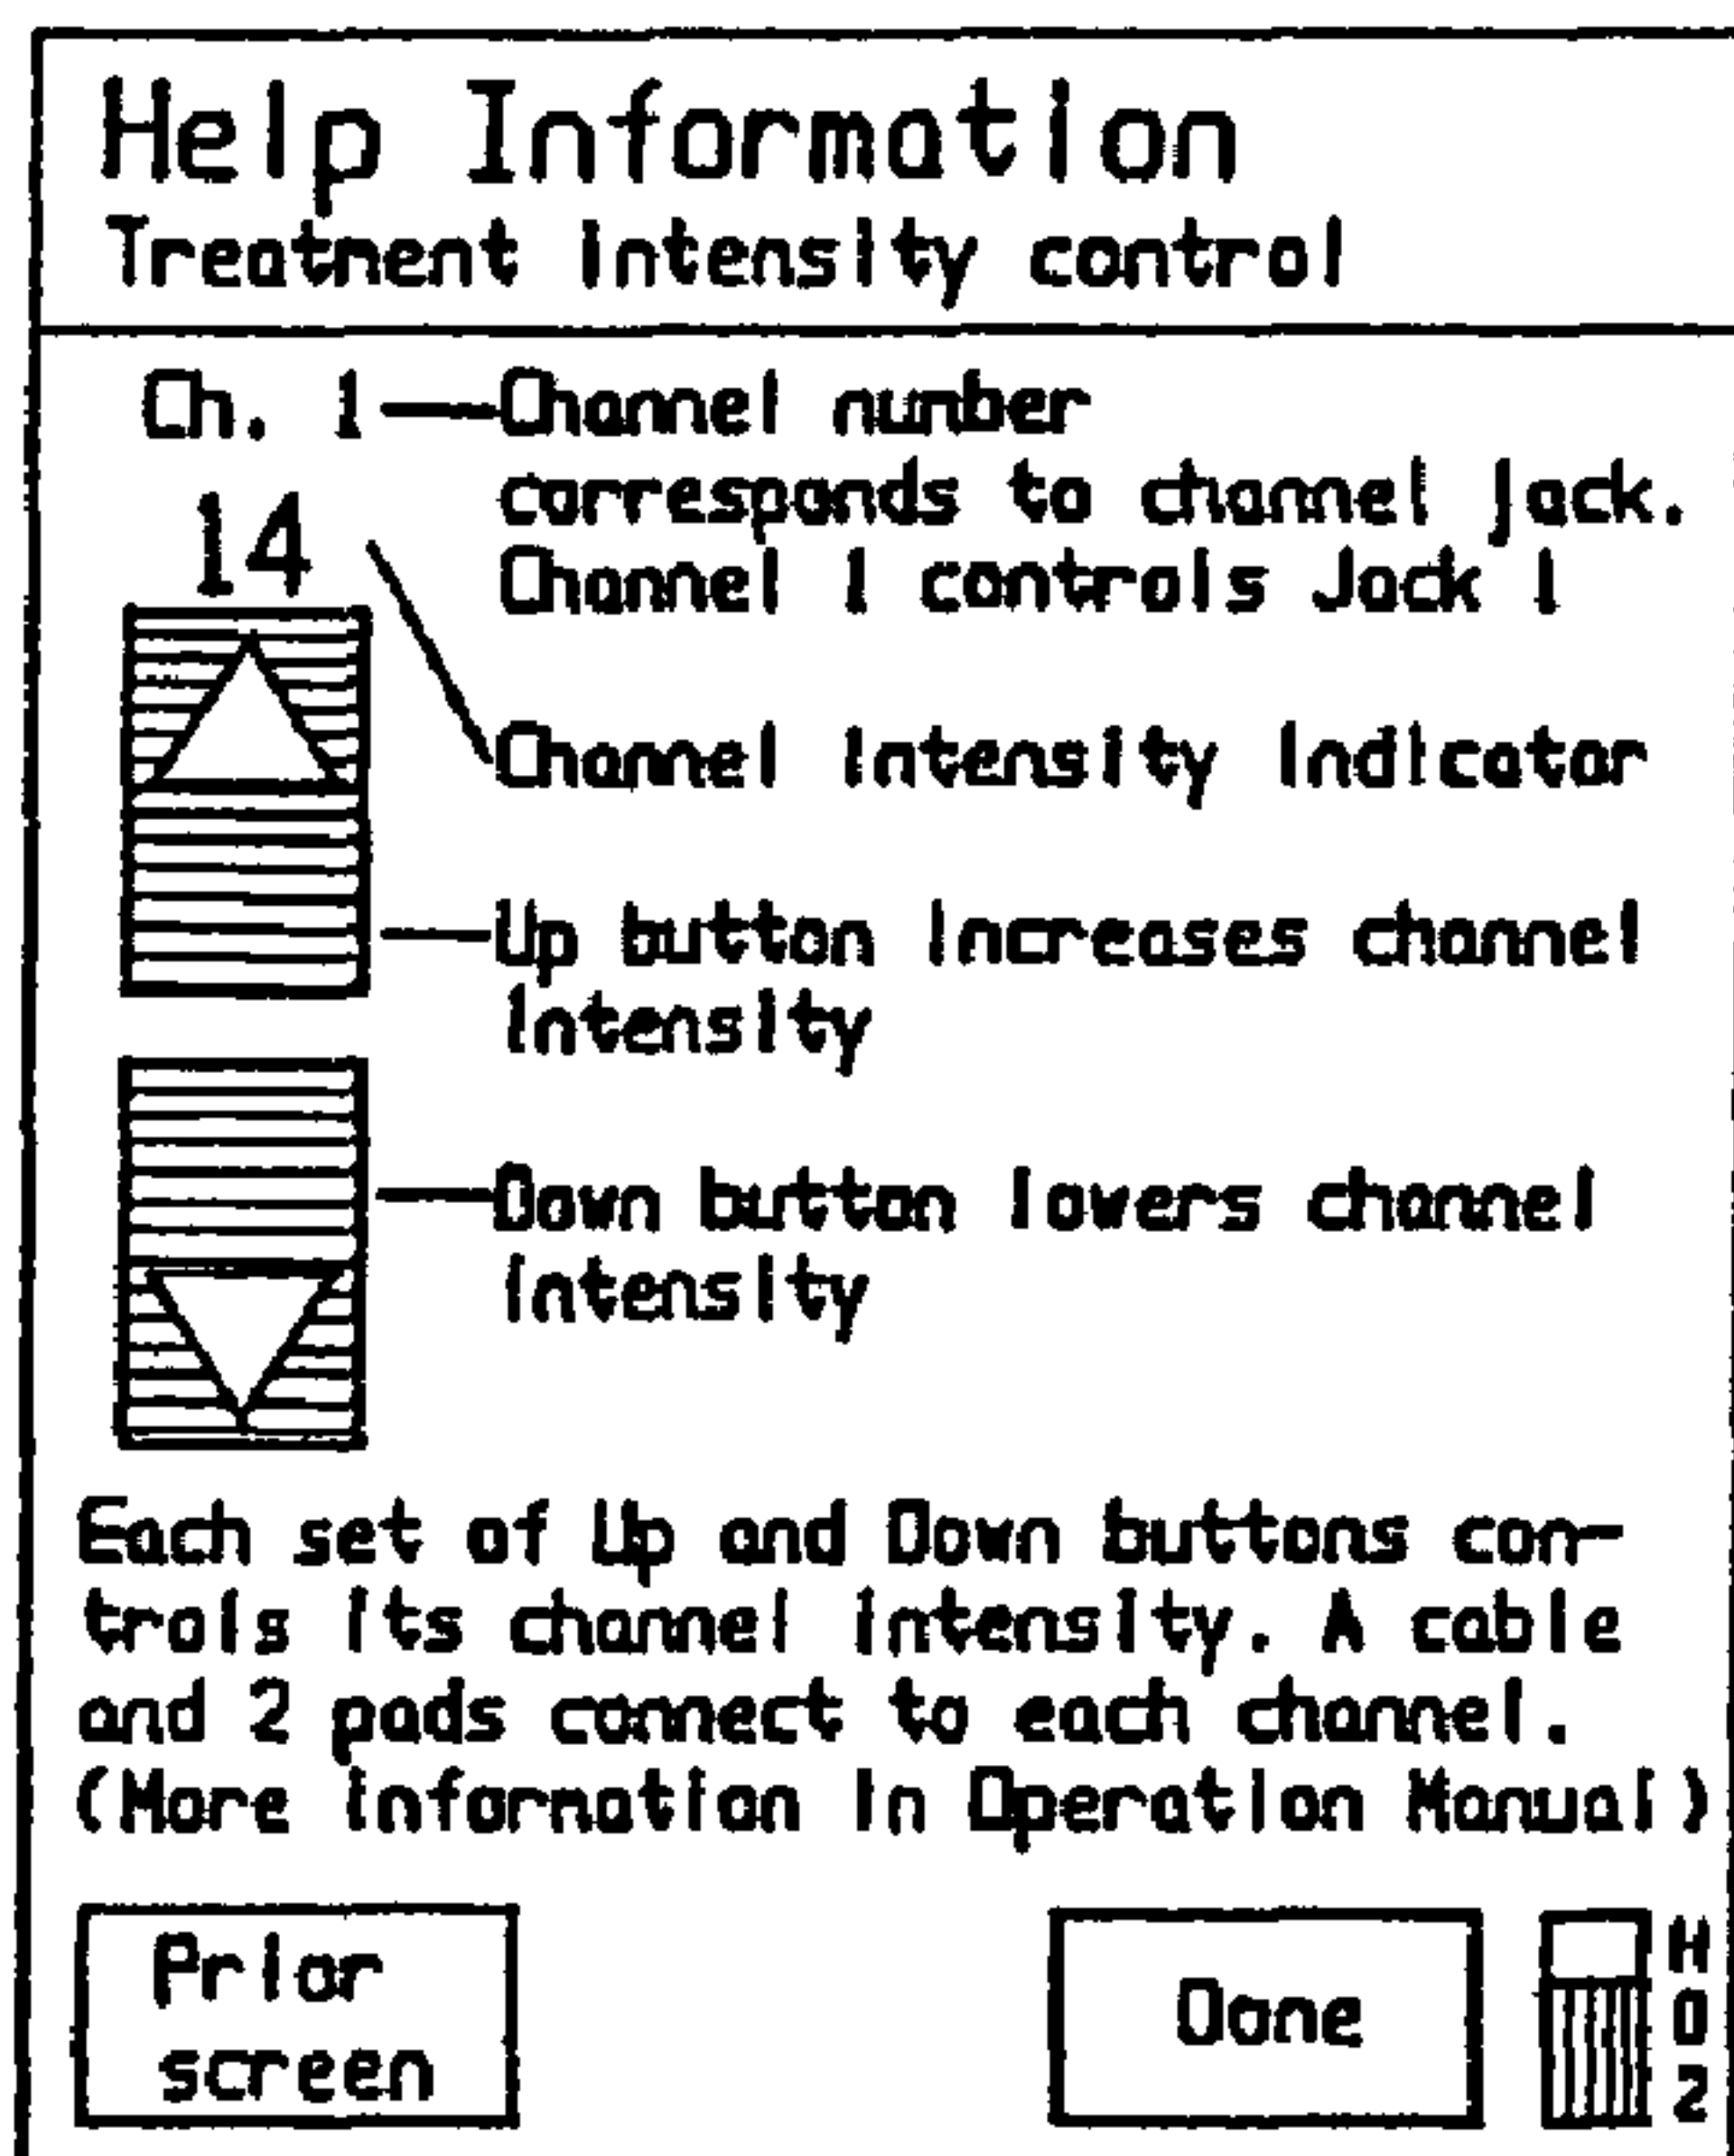 Help Information
Treatment intensity control
Ch. 1 Channel number
corresponds to channel jack.
Channel 1 controls Jack 1
14
Channel intensity indicator
Up button increases channel
intensity
Down button lowers channel
intensity
Each set of Up and Down buttons con-
trols its channel intensity. A cable
and 2 pads connect to each channel.
(More information in Operation Manual)
Prior
screen
Done
H02